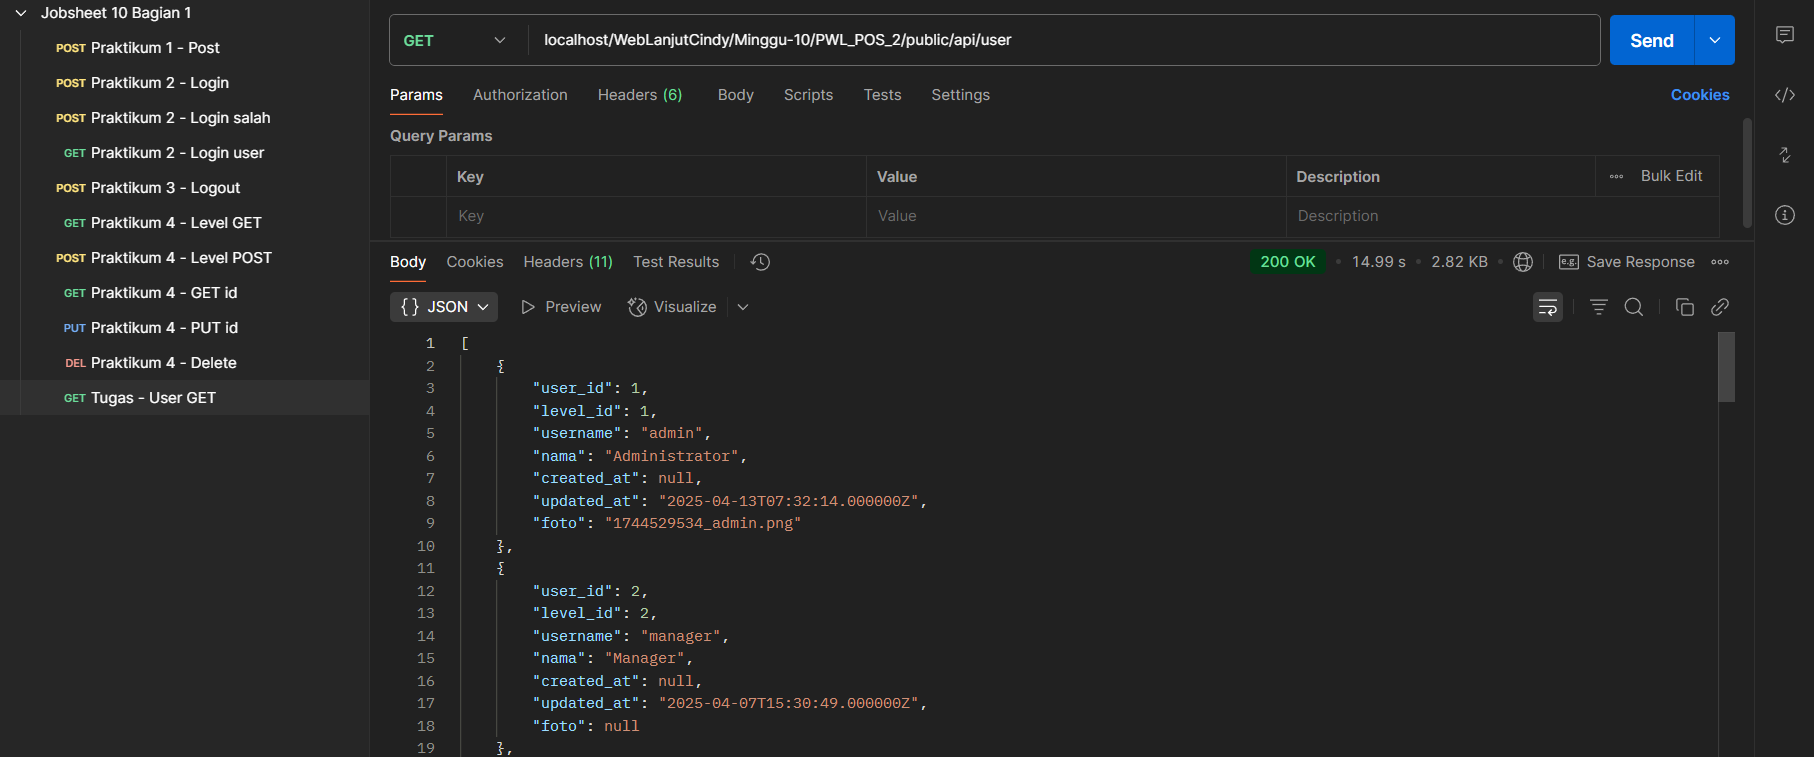 Jobsheet 10 Bagian 1
POST Praktikum 1 - Post
POST Praktikum 2 - Login
POST Praktikum 2 - Login salah
GET Praktikum 2 - Login user
POST Praktikum 3 - Logout
GET Praktikum 4 - Level GET
POST Praktikum 4 - Level POST
GET Praktikum 4 - GET id
PUT Praktikum 4 - PUT id
DEL Praktikum 4 - Delete
GET Tugas - User GET
GET localhost/WebLanjutCindy/Minggu-10/PWL_POS_2/public/api/user Send
Params Authorization Headers (6) Body Scripts Tests Settings Cookies
Query Params
Key Value Description Bulk Edit
Key Value Description
Body Cookies Headers (11) Test Results 200 OK • 14.99 s • 2.82 KB • e.g. Save Response
{} JSON Preview Visualize
1 [
2 {
3 "user_id": 1,
4 "level_id": 1,
5 "username": "admin",
6 "nama": "Administrator",
7 "created_at": null,
8 "updated_at": "2025-04-13T07:32:14.000000Z",
9 "foto": "1744529534_admin.png"
10 },
11 {
12 "user_id": 2,
13 "level_id": 2,
14 "username": "manager",
15 "nama": "Manager",
16 "created_at": null,
17 "updated_at": "2025-04-07T15:30:49.000000Z",
18 "foto": null
19 },